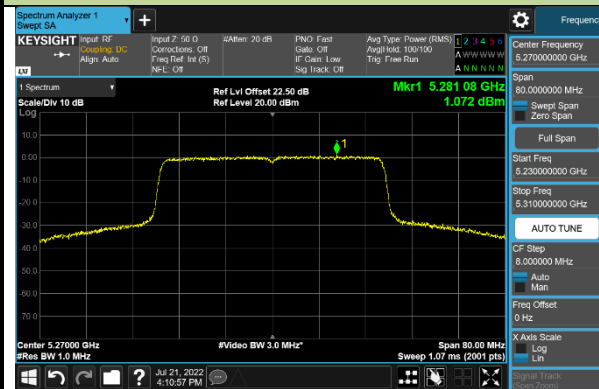 Spectrum Analyzer 1
Swept SA
+
Frequency
KEYSIGHT
Input: RF
Coupling: DC
Align: Auto
Input Z: 50 Ω
Corrections: Off
Freq Ref: Int (S)
NFE: Off
#Atten: 20 dB
PNO: Fast
Gate: Off
IF Gain: Low
Sig Track: Off
Avg Type: Power (RMS)
Avg|Hold: 100/100
Trig: Free Run
1 2 3 4 5 6
A W W W W W
A N N N N N
LXI
1 Spectrum
Scale/Div 10 dB
Log
Ref Lvl Offset 22.50 dB
Ref Level 20.00 dBm
Mkr1 5.281 08 GHz
1.072 dBm
1
10.0
0.00
-10.0
-20.0
-30.0
-40.0
-50.0
-60.0
-70.0
Center 5.27000 GHz
#Res BW 1.0 MHz
#Video BW 3.0 MHz*
Span 80.00 MHz
Sweep 1.07 ms (2001 pts)
Jul 21, 2022
4:10:57 PM
?
Center Frequency
5.270000000 GHz
Span
80.0000000 MHz
Swept Span
Zero Span
Full Span
Start Freq
5.230000000 GHz
Stop Freq
5.310000000 GHz
AUTO TUNE
CF Step
8.000000 MHz
Auto
Man
Freq Offset
0 Hz
X Axis Scale
Log
Lin
Signal Track
(Span Zoom)